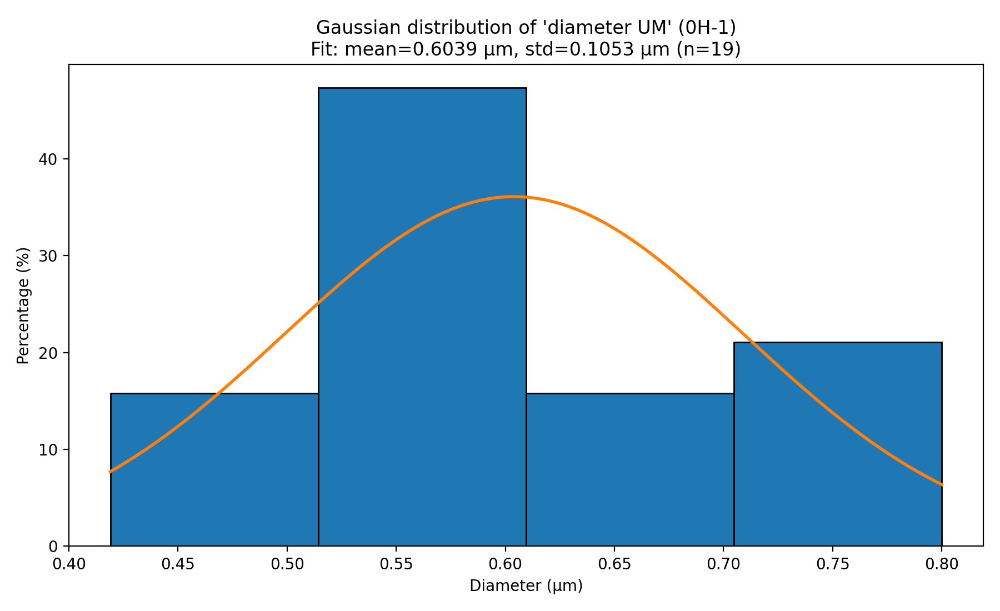 Gaussian distribution of 'diameter UM' (0H-1)
Fit: mean=0.6039 µm, std=0.1053 µm (n=19)
Percentage (%)
40
30
20
10
0
0.40 0.45 0.50 0.55 0.60 0.65 0.70 0.75 0.80
Diameter (µm)